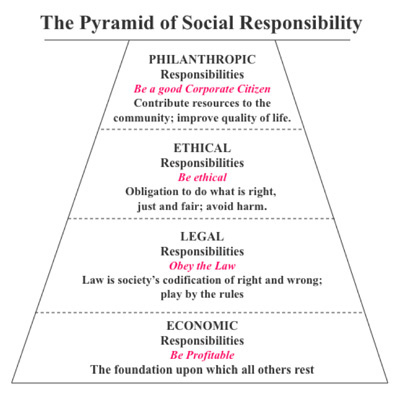 The Pyramid of Social Responsibility
PHILANTHROPIC
Responsibilities
Be a good Corporate Citizen
Contribute resources to the
community; improve quality of life.
ETHICAL
Responsibilities
Be ethical
Obligation to do what is right,
just and fair; avoid harm.
LEGAL
Responsibilities
Obey the Law
Law is society's codification of right and wrong;
play by the rules
ECONOMIC
Responsibilities
Be Profitable
The foundation upon which all others rest